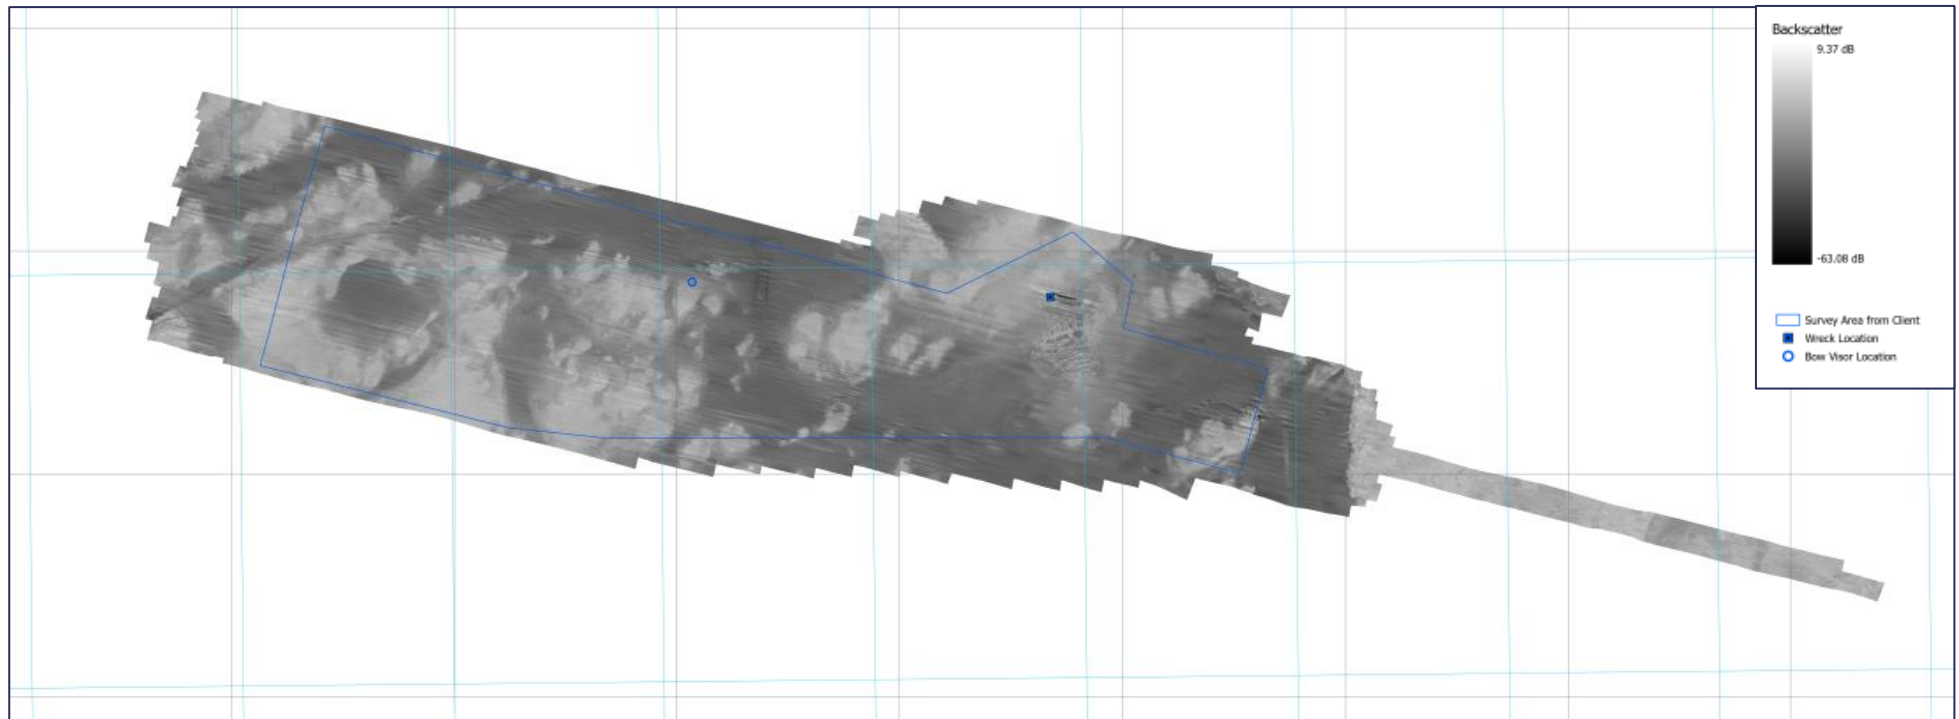 Backscatter
9.37 dB
-63.08 dB
Survey Area from Client
Wreck Location
Bow Visor Location